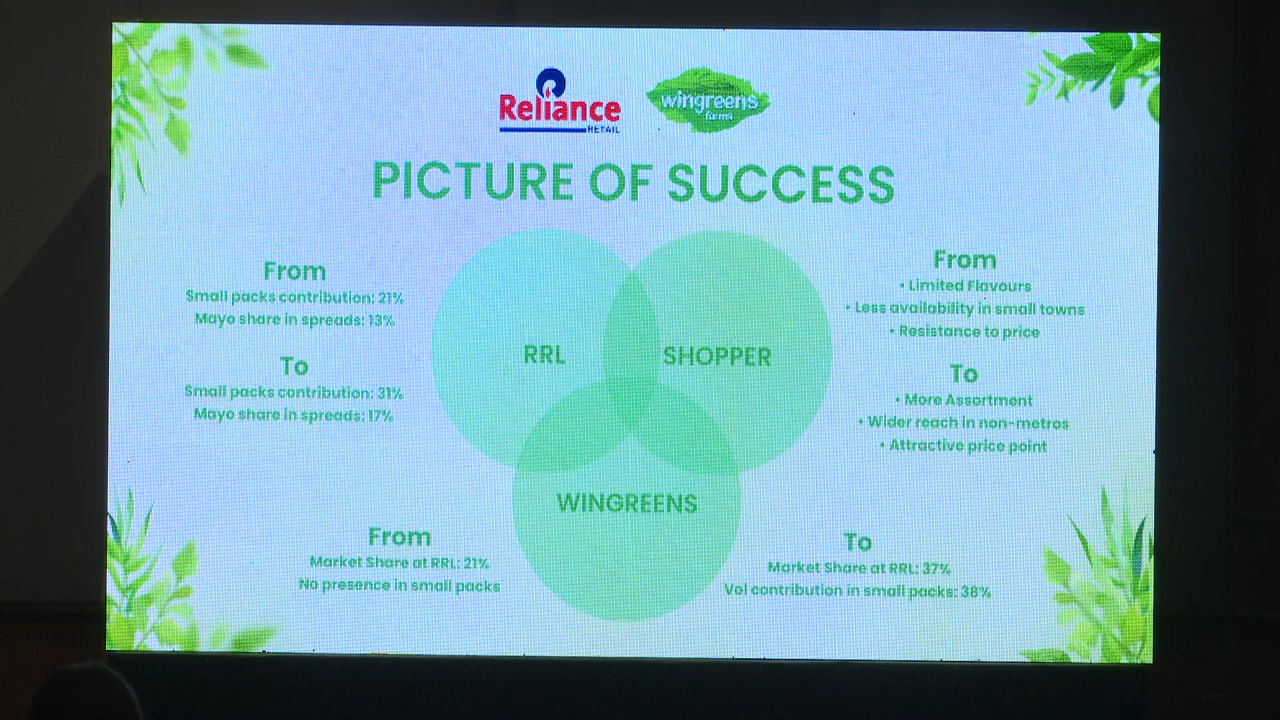 Reliance
RETAIL
wingreens
farms
PICTURE OF SUCCESS
From
Small packs contribution: 21%
Mayo share in spreads: 13%
To
Small packs contribution: 31%
Mayo share in spreads: 17%
RRL
SHOPPER
WINGREENS
From
• Limited Flavours
• Less availability in small towns
• Resistance to price
To
• More Assortment
• Wider reach in non-metros
• Attractive price point
From
Market Share at RRL: 21%
No presence in small packs
To
Market Share at RRL: 37%
Vol contribution in small packs: 38%